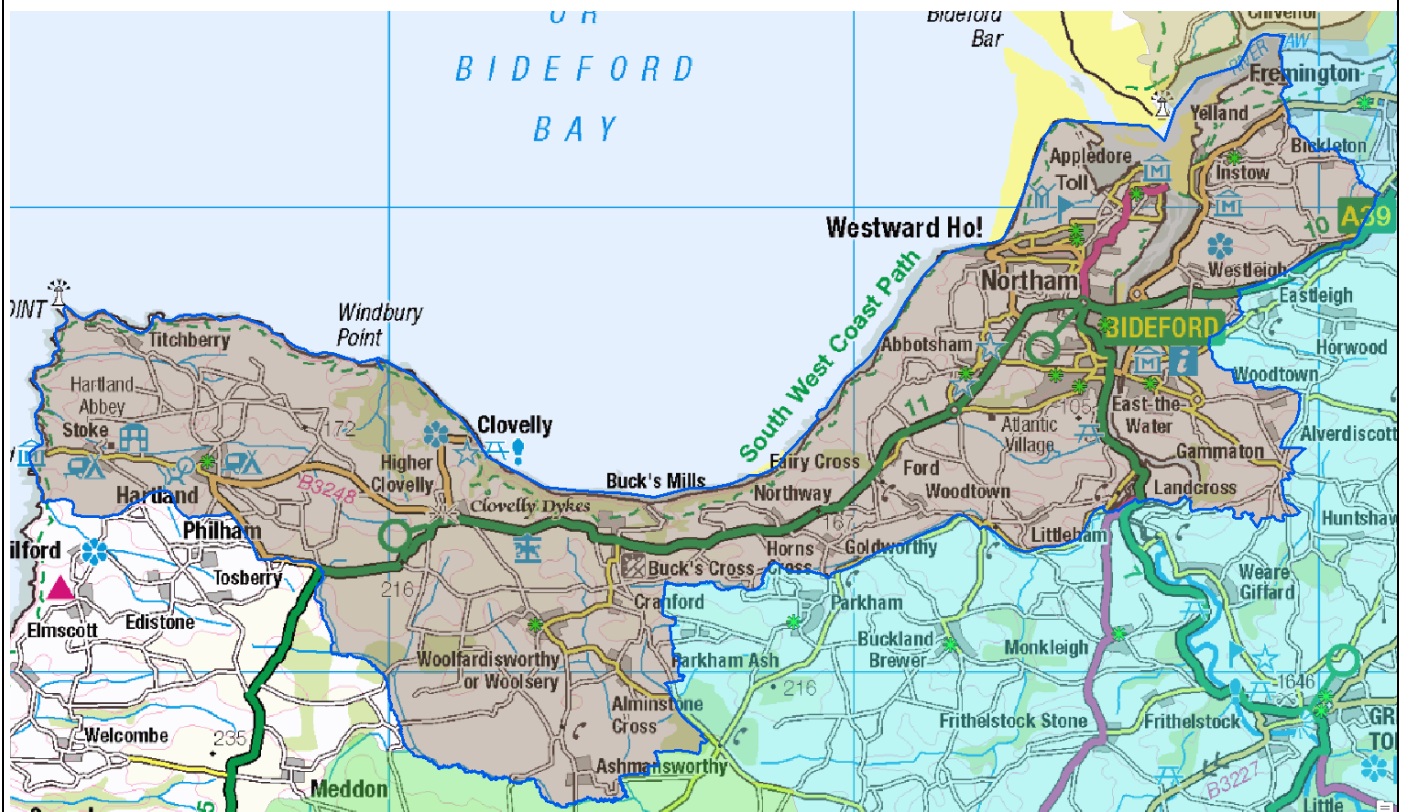 OR
BIDEFORD
BAY
Bideford
Bar
Chivenor
RIVER TAW
Fremington
Yelland
Bickleton
Appledore
Toll
Instow
Westward Ho!
10
A39
Northam
Westleigh
Eastleigh
South West Coast Path
Windbury
Point
Titchberry
BIDEFORD
Abbotsham
Horwood
Woodtown
Hartland
Abbey
Stoke
172
11
105
Atlantic
Village
East-the-
Water
Alverdiscott
Clovelly
Higher
Clovelly
B3248
Hartland
Fairy Cross
Ford
Gammaton
Buck's Mills
Northway
Woodtown
Landcross
Clovelly Dykes
167
Philham
Littleham
Horns
Cross
Goldworthy
Buck's Cross
Tosberry
216
Weare
Giffard
Cranford
Parkham
Elmscott
Edistone
Buckland
Brewer
Monkleigh
7
Woolfardisworthy
or Woolsery
Parkham Ash
216
1646
Alminstone
Cross
Frithelstock Stone
Frithelstock
Welcombe
235
Ashmansworthy
Meddon
B3227
Little